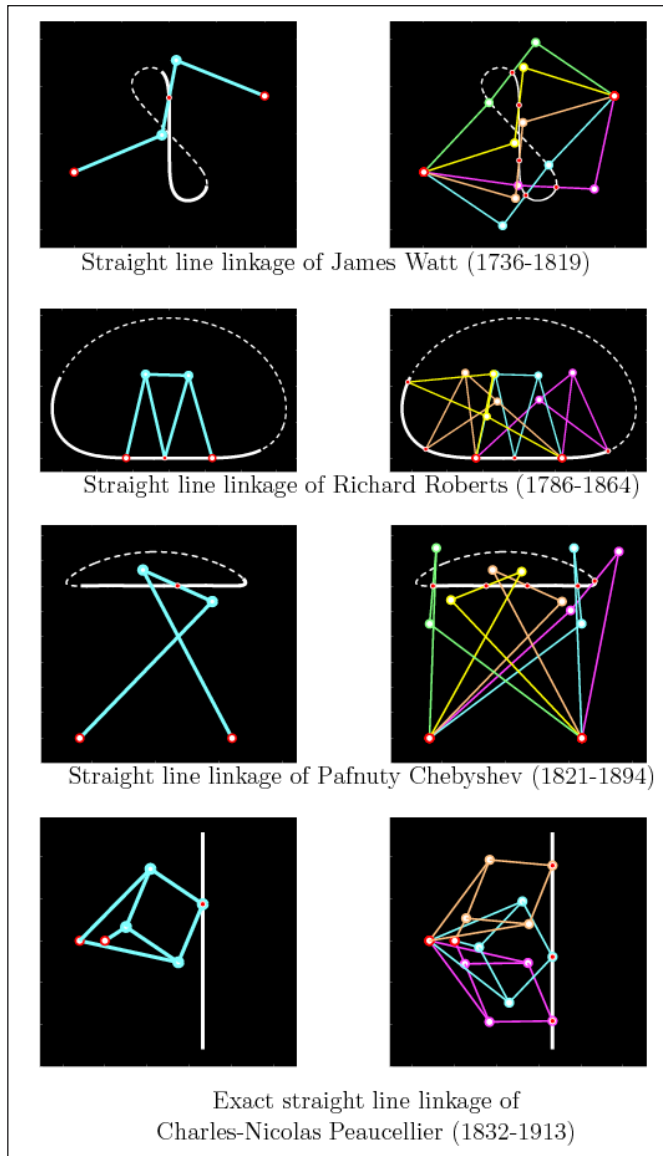 Straight line linkage of James Watt (1736-1819)
Straight line linkage of Richard Roberts (1786-1864)
Straight line linkage of Pafnuty Chebyshev (1821-1894)
Exact straight line linkage of
Charles-Nicolas Peaucellier (1832-1913)